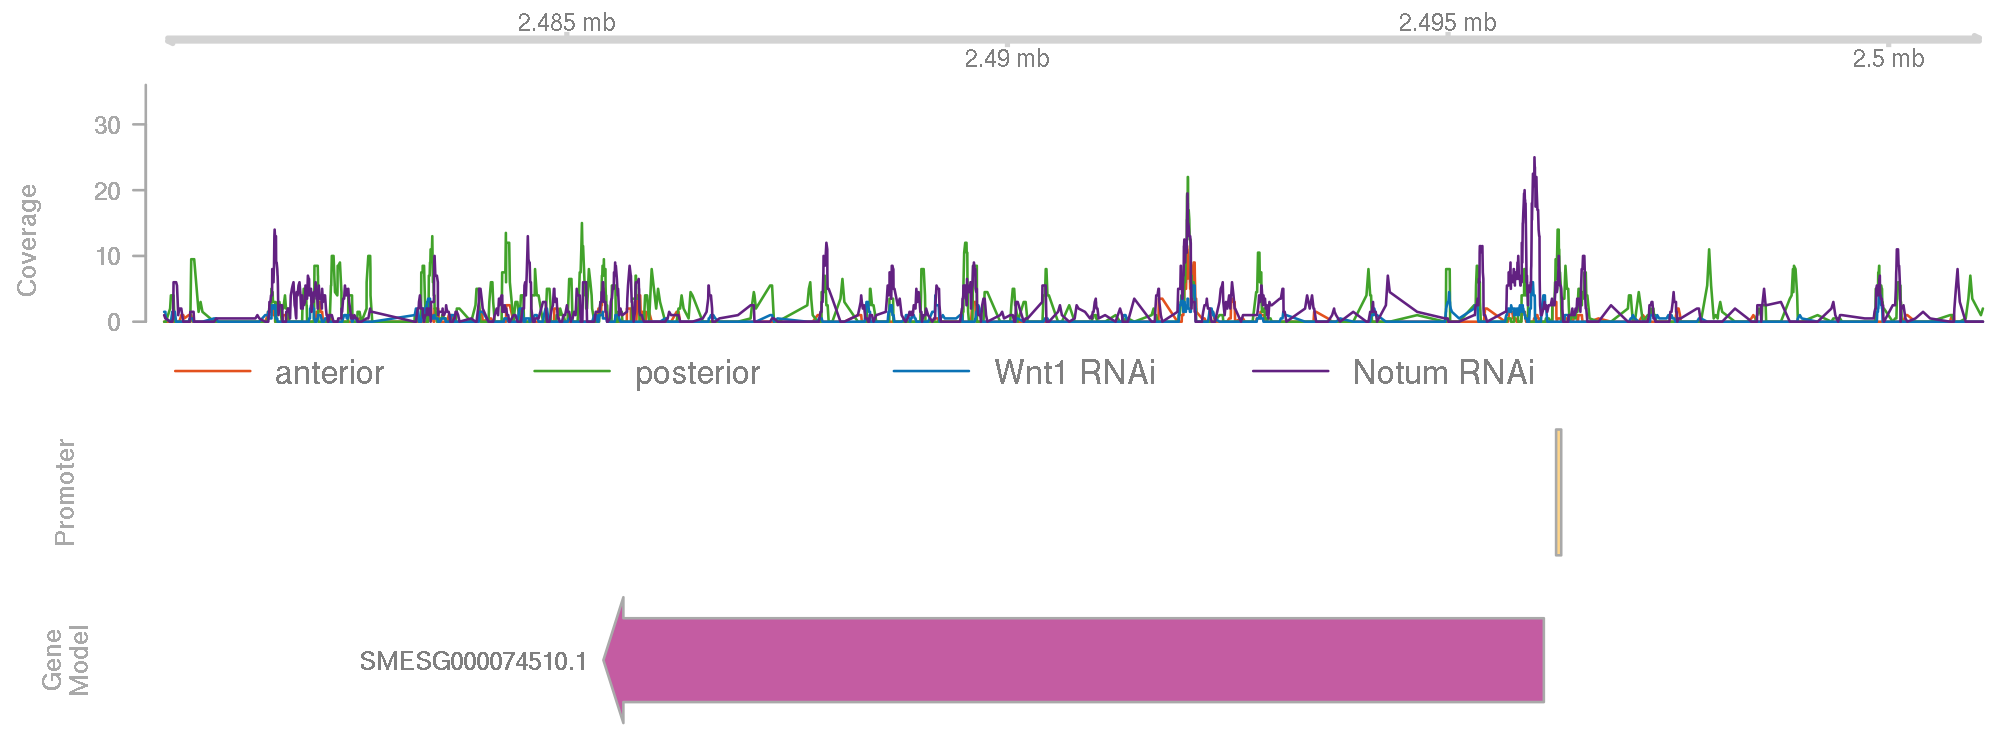 2.485 mb
2.495 mb
2.49 mb
2.5 mb
Coverage
30
20
10
0
anterior
posterior
Wnt1 RNAi
Notum RNAi
Promoter
Gene
Model
SMESG000074510.1